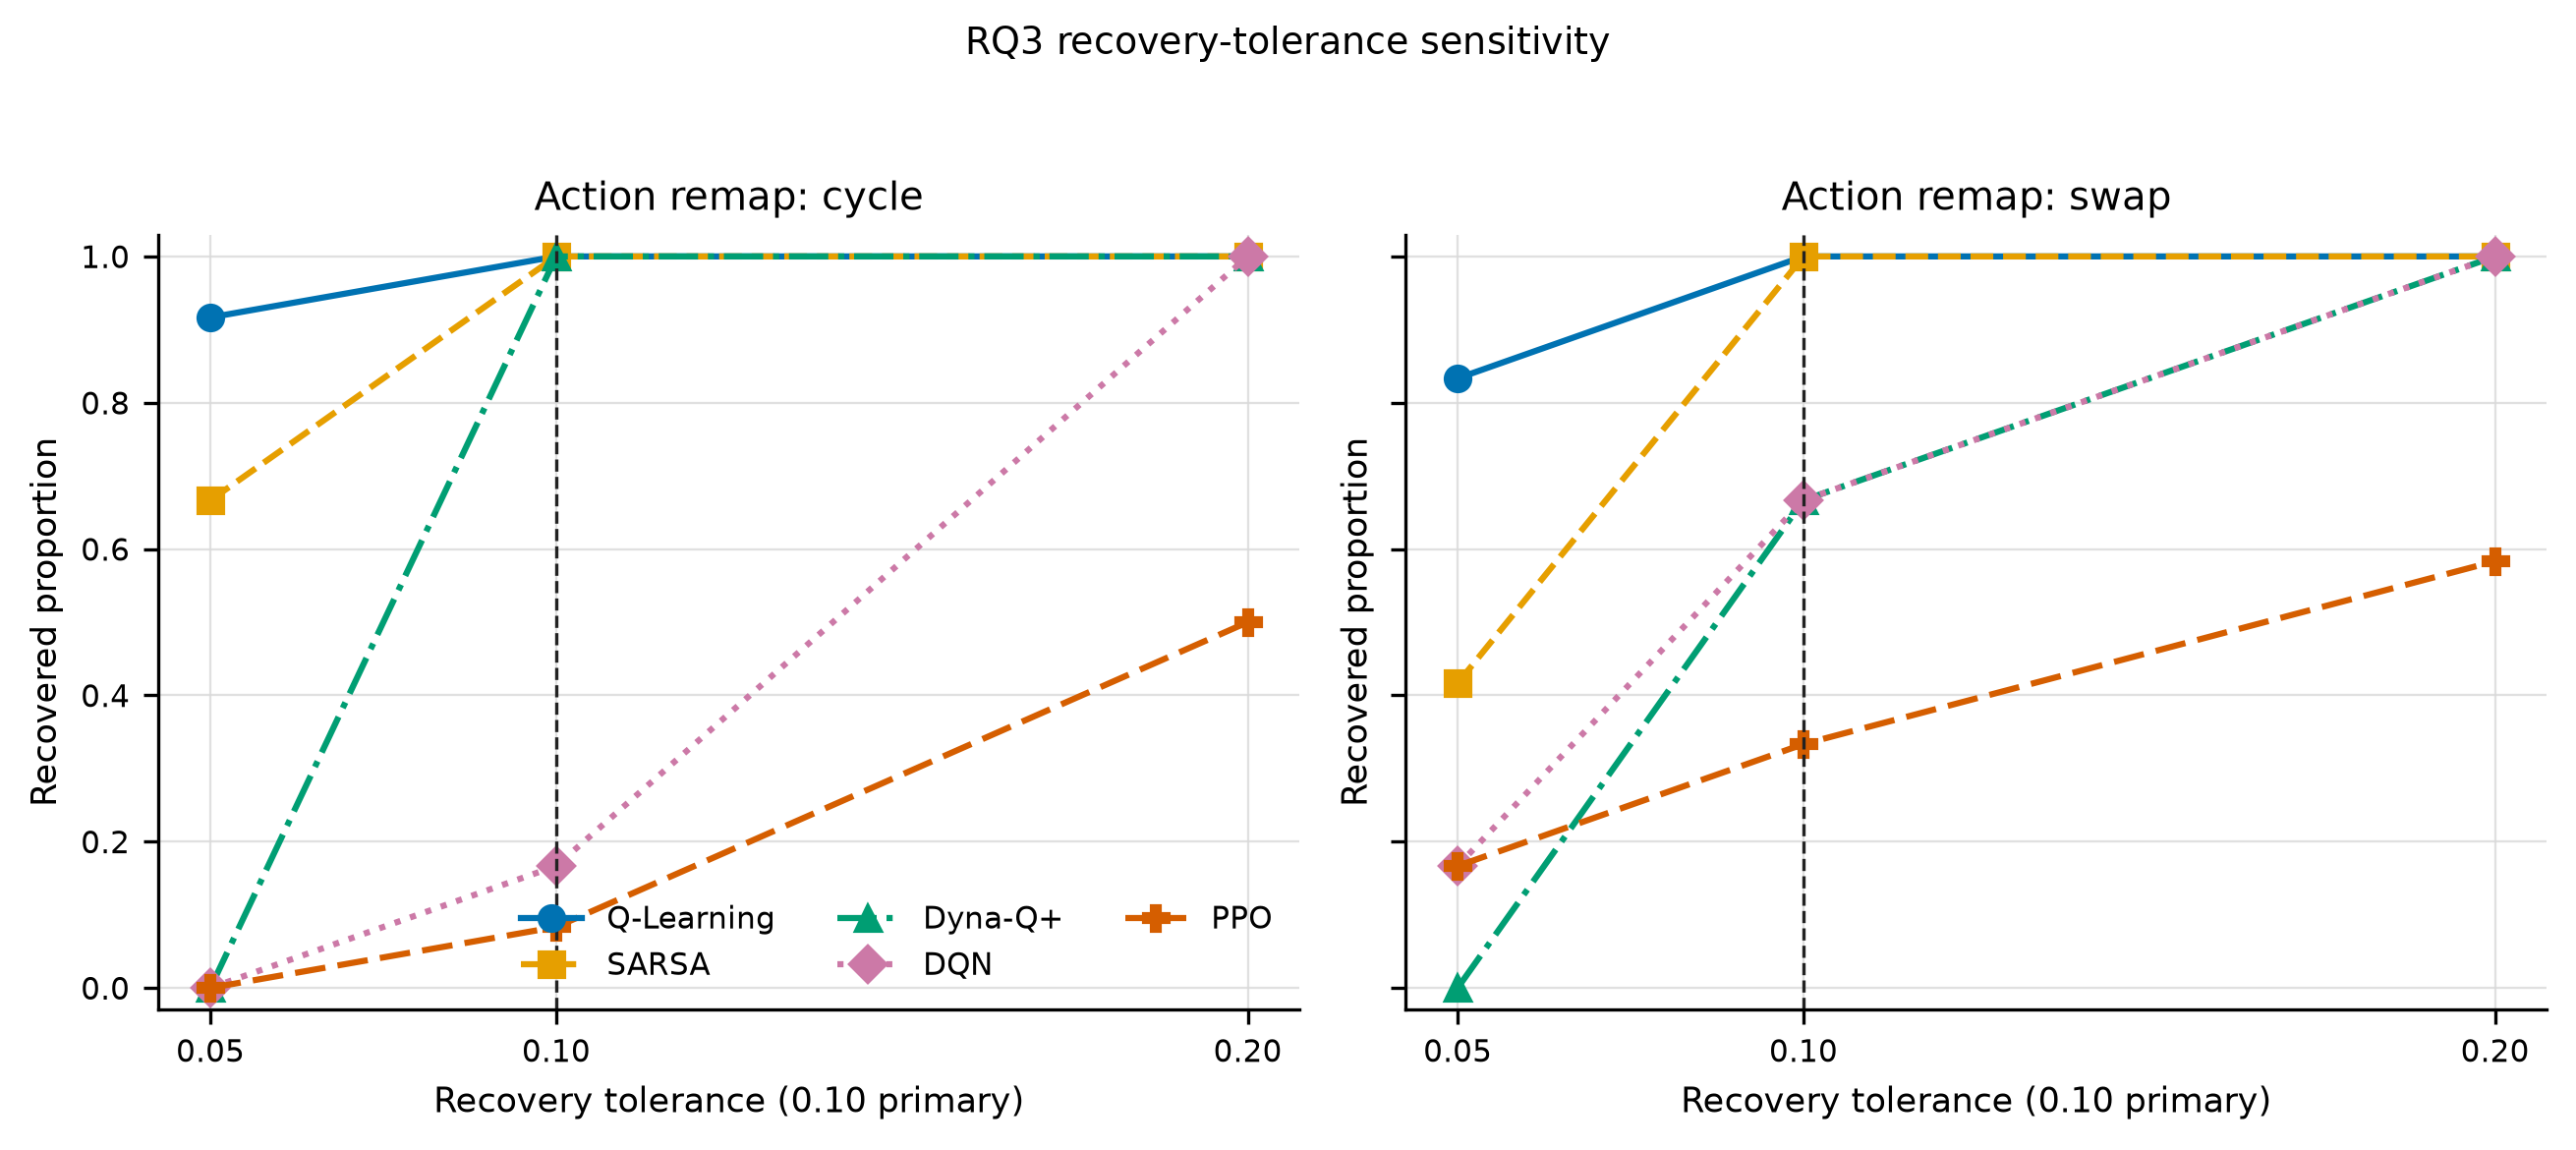 RQ3 recovery-tolerance sensitivity
Action remap: cycle
Recovered proportion
1.0
0.8
0.6
0.4
0.2
0.0
Q-Learning
SARSA
Dyna-Q+
DQN
PPO
0.05 0.10 0.20
Recovery tolerance (0.10 primary)
Action remap: swap
Recovered proportion
0.05 0.10 0.20
Recovery tolerance (0.10 primary)